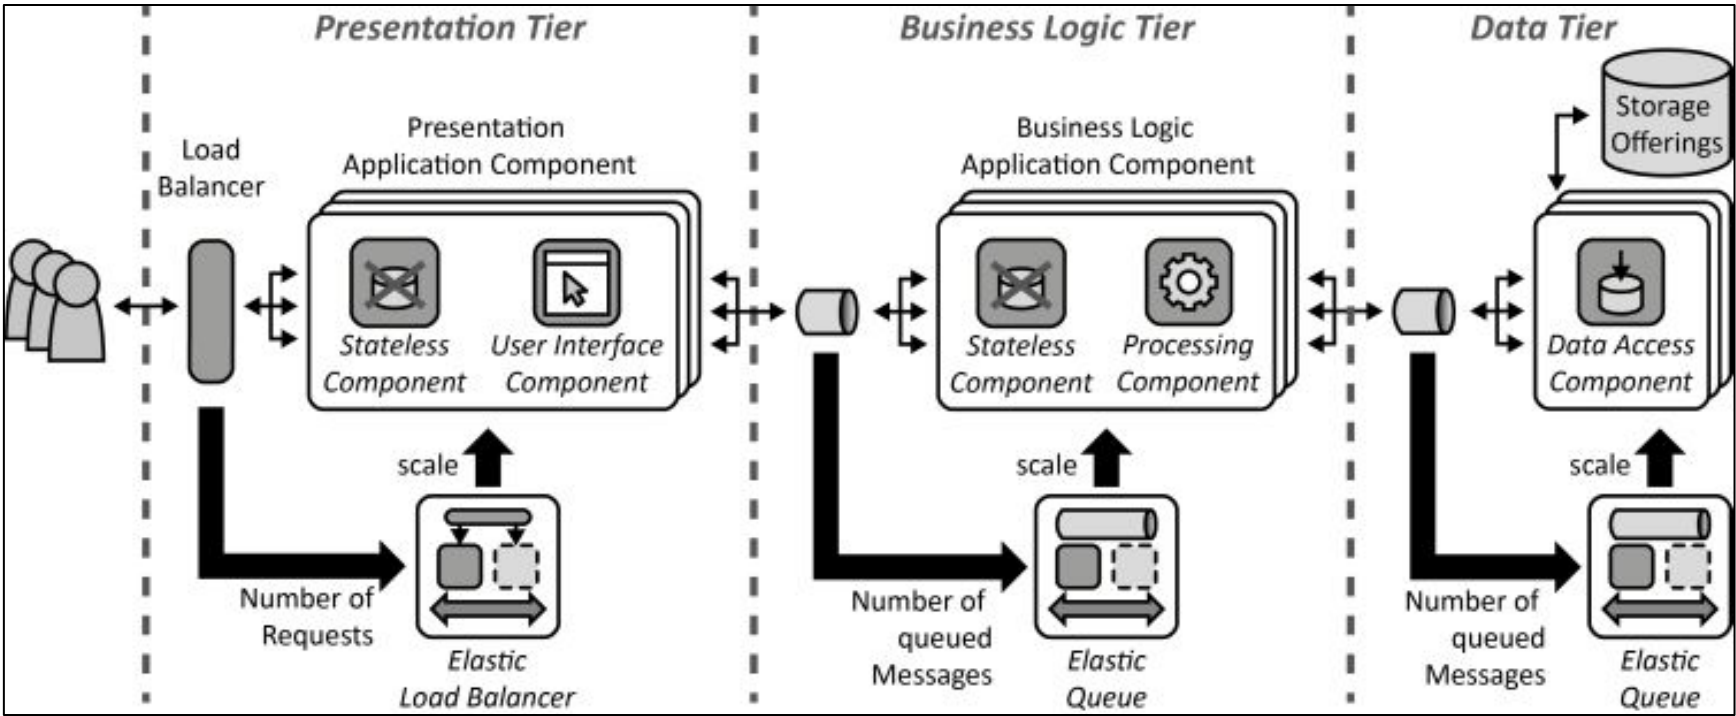 Presentation Tier
Business Logic Tier
Data Tier
Load
Balancer
Presentation
Application Component
Stateless
Component
User Interface
Component
scale
Number of
Requests
Elastic
Load Balancer
Business Logic
Application Component
Stateless
Component
Processing
Component
scale
Number of
queued
Messages
Elastic
Queue
Storage
Offerings
Data Access
Component
scale
Number of
queued
Messages
Elastic
Queue